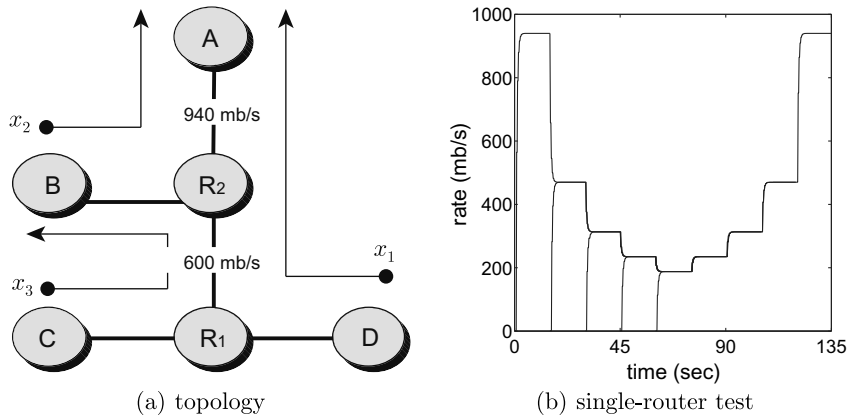 A
940 mb/s
x2
B
R2
600 mb/s
x1
x3
C
R1
D
(a) topology
1000
800
600
400
200
0
rate (mb/s)
0
45
90
135
time (sec)
(b) single-router test